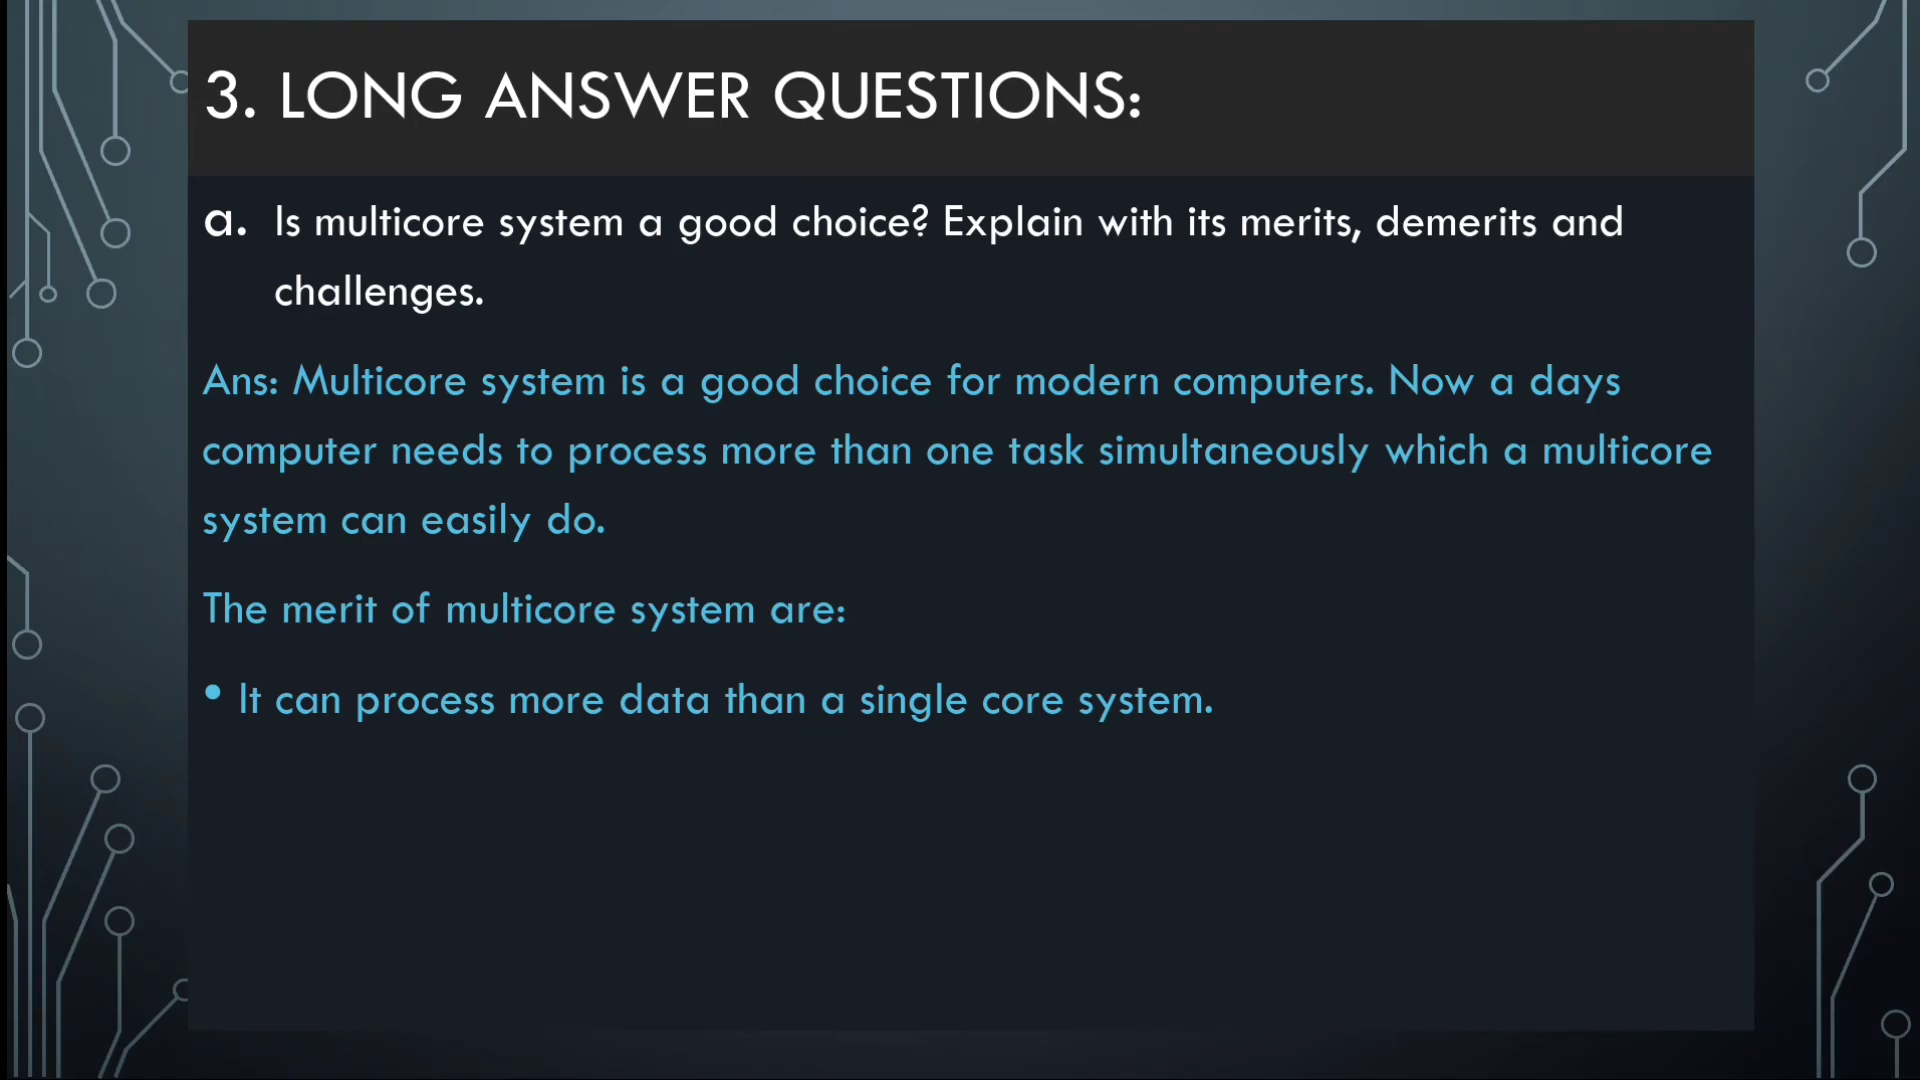 3. LONG ANSWER QUESTIONS:
a. Is multicore system a good choice? Explain with its merits, demerits and
challenges.
Ans: Multicore system is a good choice for modern computers. Now a days
computer needs to process more than one task simultaneously which a multicore
system can easily do.
The merit of multicore system are:
• It can process more data than a single core system.